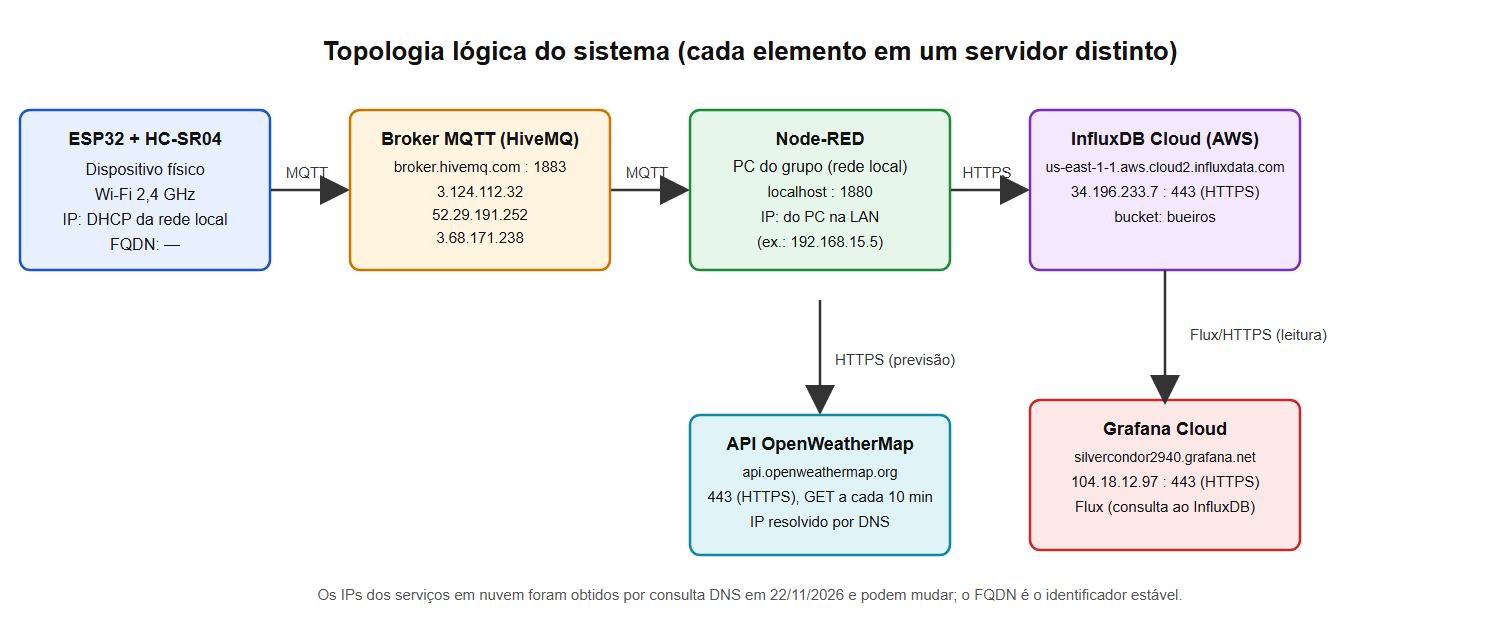 Topologia lógica do sistema (cada elemento em um servidor distinto)
ESP32 + HC-SR04
Dispositivo físico
Wi-Fi 2,4 GHz
IP: DHCP da rede local
FQDN: —
MQTT
Broker MQTT (HiveMQ)
broker.hivemq.com : 1883
3.124.112.32
52.29.191.252
3.68.171.238
MQTT
Node-RED
PC do grupo (rede local)
localhost : 1880
IP: do PC na LAN
(ex.: 192.168.15.5)
HTTPS
InfluxDB Cloud (AWS)
us-east-1-1.aws.cloud2.influxdata.com
34.196.233.7 : 443 (HTTPS)
bucket: bueiros
HTTPS (previsão)
Flux/HTTPS (leitura)
API OpenWeatherMap
api.openweathermap.org
443 (HTTPS), GET a cada 10 min
IP resolvido por DNS
Grafana Cloud
silvercondor2940.grafana.net
104.18.12.97 : 443 (HTTPS)
Flux (consulta ao InfluxDB)
Os IPs dos serviços em nuvem foram obtidos por consulta DNS em 22/11/2026 e podem mudar; o FQDN é o identificador estável.